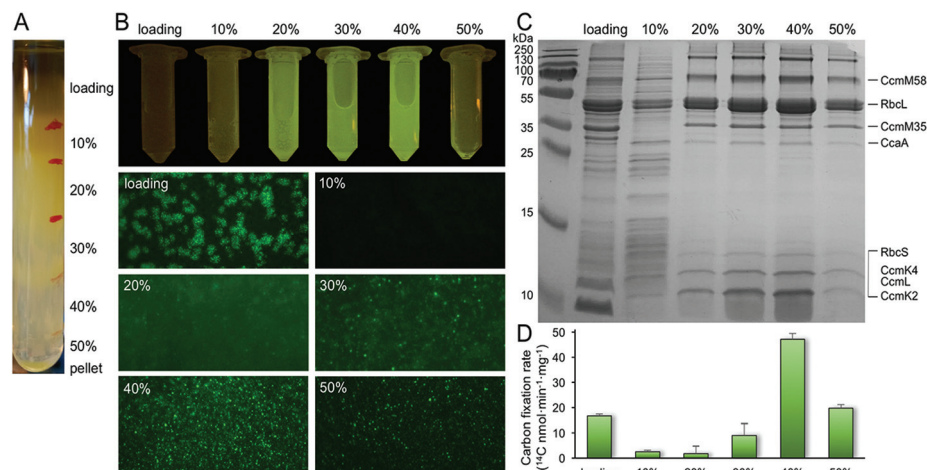 A
loading
10%
20%
30%
40%
50%
pellet
B
loading 10% 20% 30% 40% 50%
loading
10%
20%
30%
40%
50%
C
loading 10% 20% 30% 40% 50%
kDa
250
130
100
70
55
35
25
15
10
CcmM58
RbcL
CcmM35
CcaA
RbcS
CcmK4
CcmL
CcmK2
D
Carbon fixation rate
(¹⁴C nmol·min⁻¹·mg⁻¹)
50
40
30
20
10
0